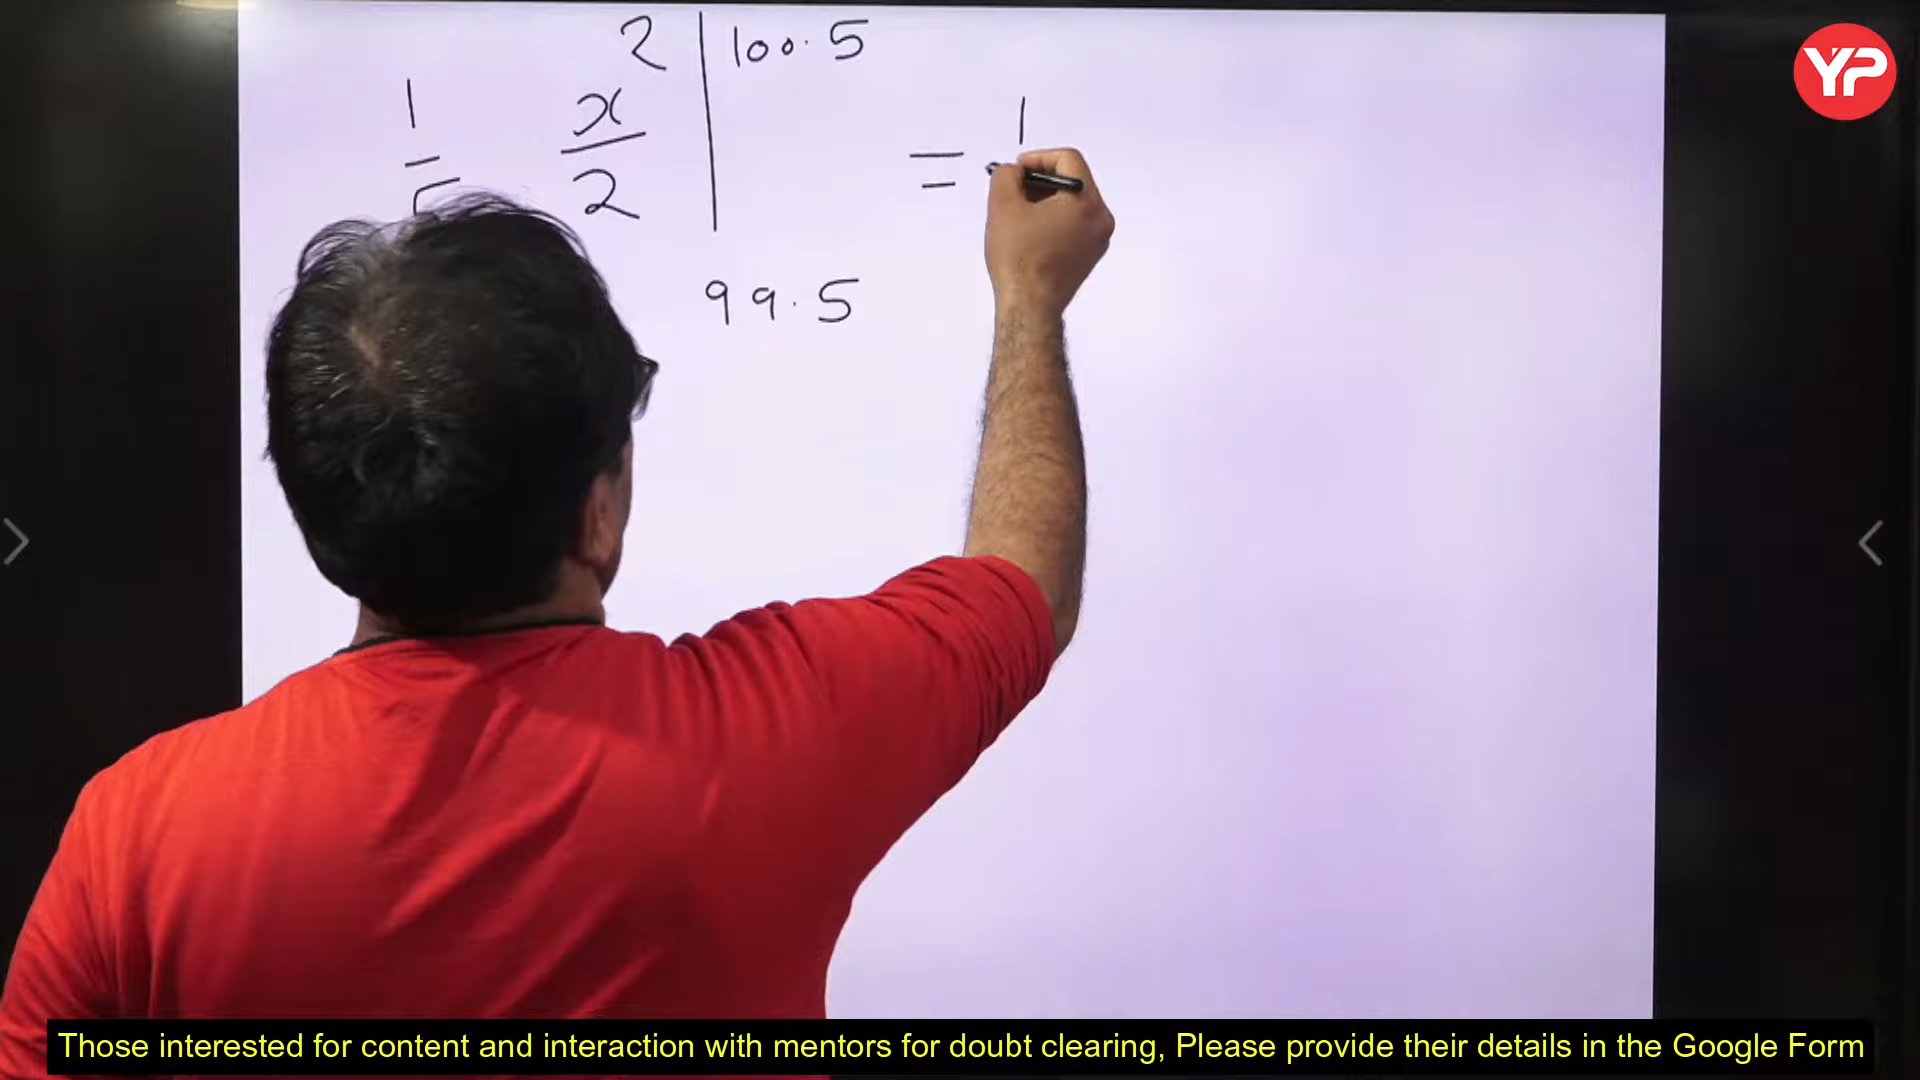 2 | 100.5
1 x = 1
— —
5 2
99.5
YP
Those interested for content and interaction with mentors for doubt clearing, Please provide their details in the Google Form